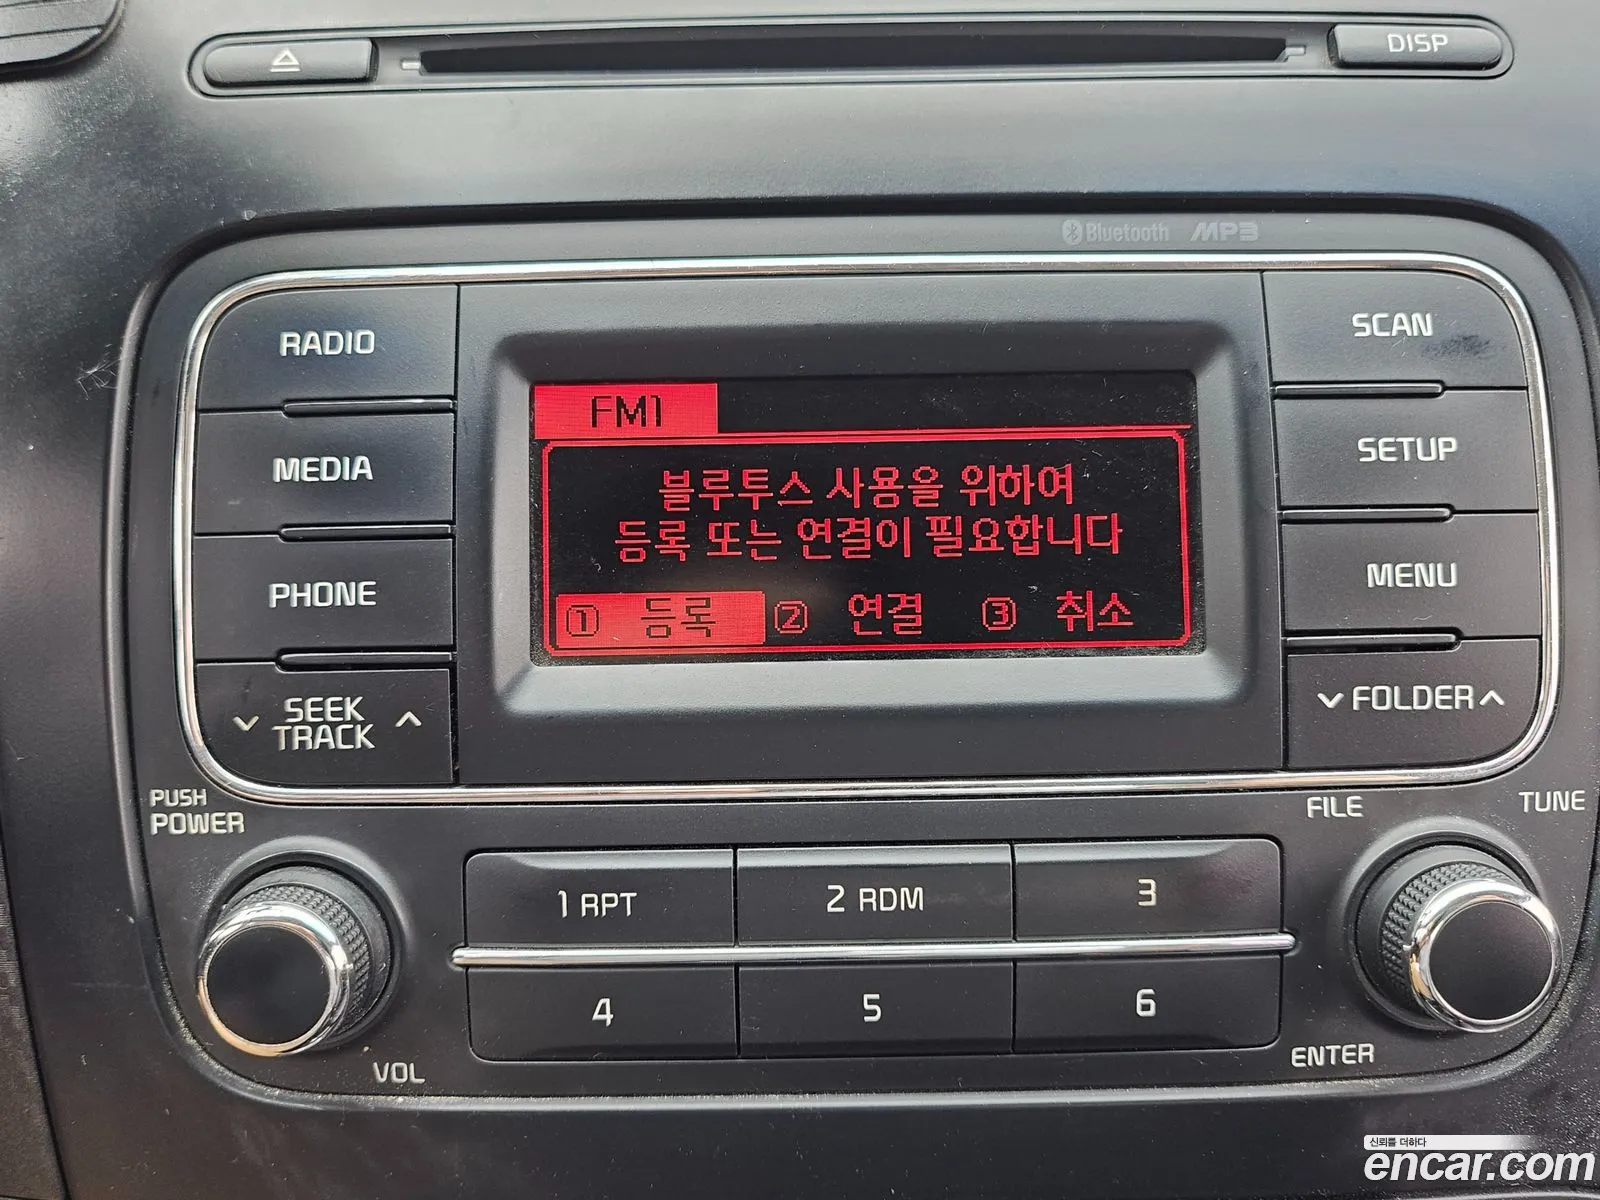 DISP
Bluetooth MP3
RADIO
MEDIA
PHONE
SEEK
TRACK
FM1
블루투스 사용을 위하여
등록 또는 연결이 필요합니다
① 등록 ② 연결 ③ 취소
SCAN
SETUP
MENU
FOLDER
PUSH
POWER
VOL
1 RPT
2 RDM
3
4
5
6
FILE
TUNE
ENTER
신뢰를 더하다
encar.com